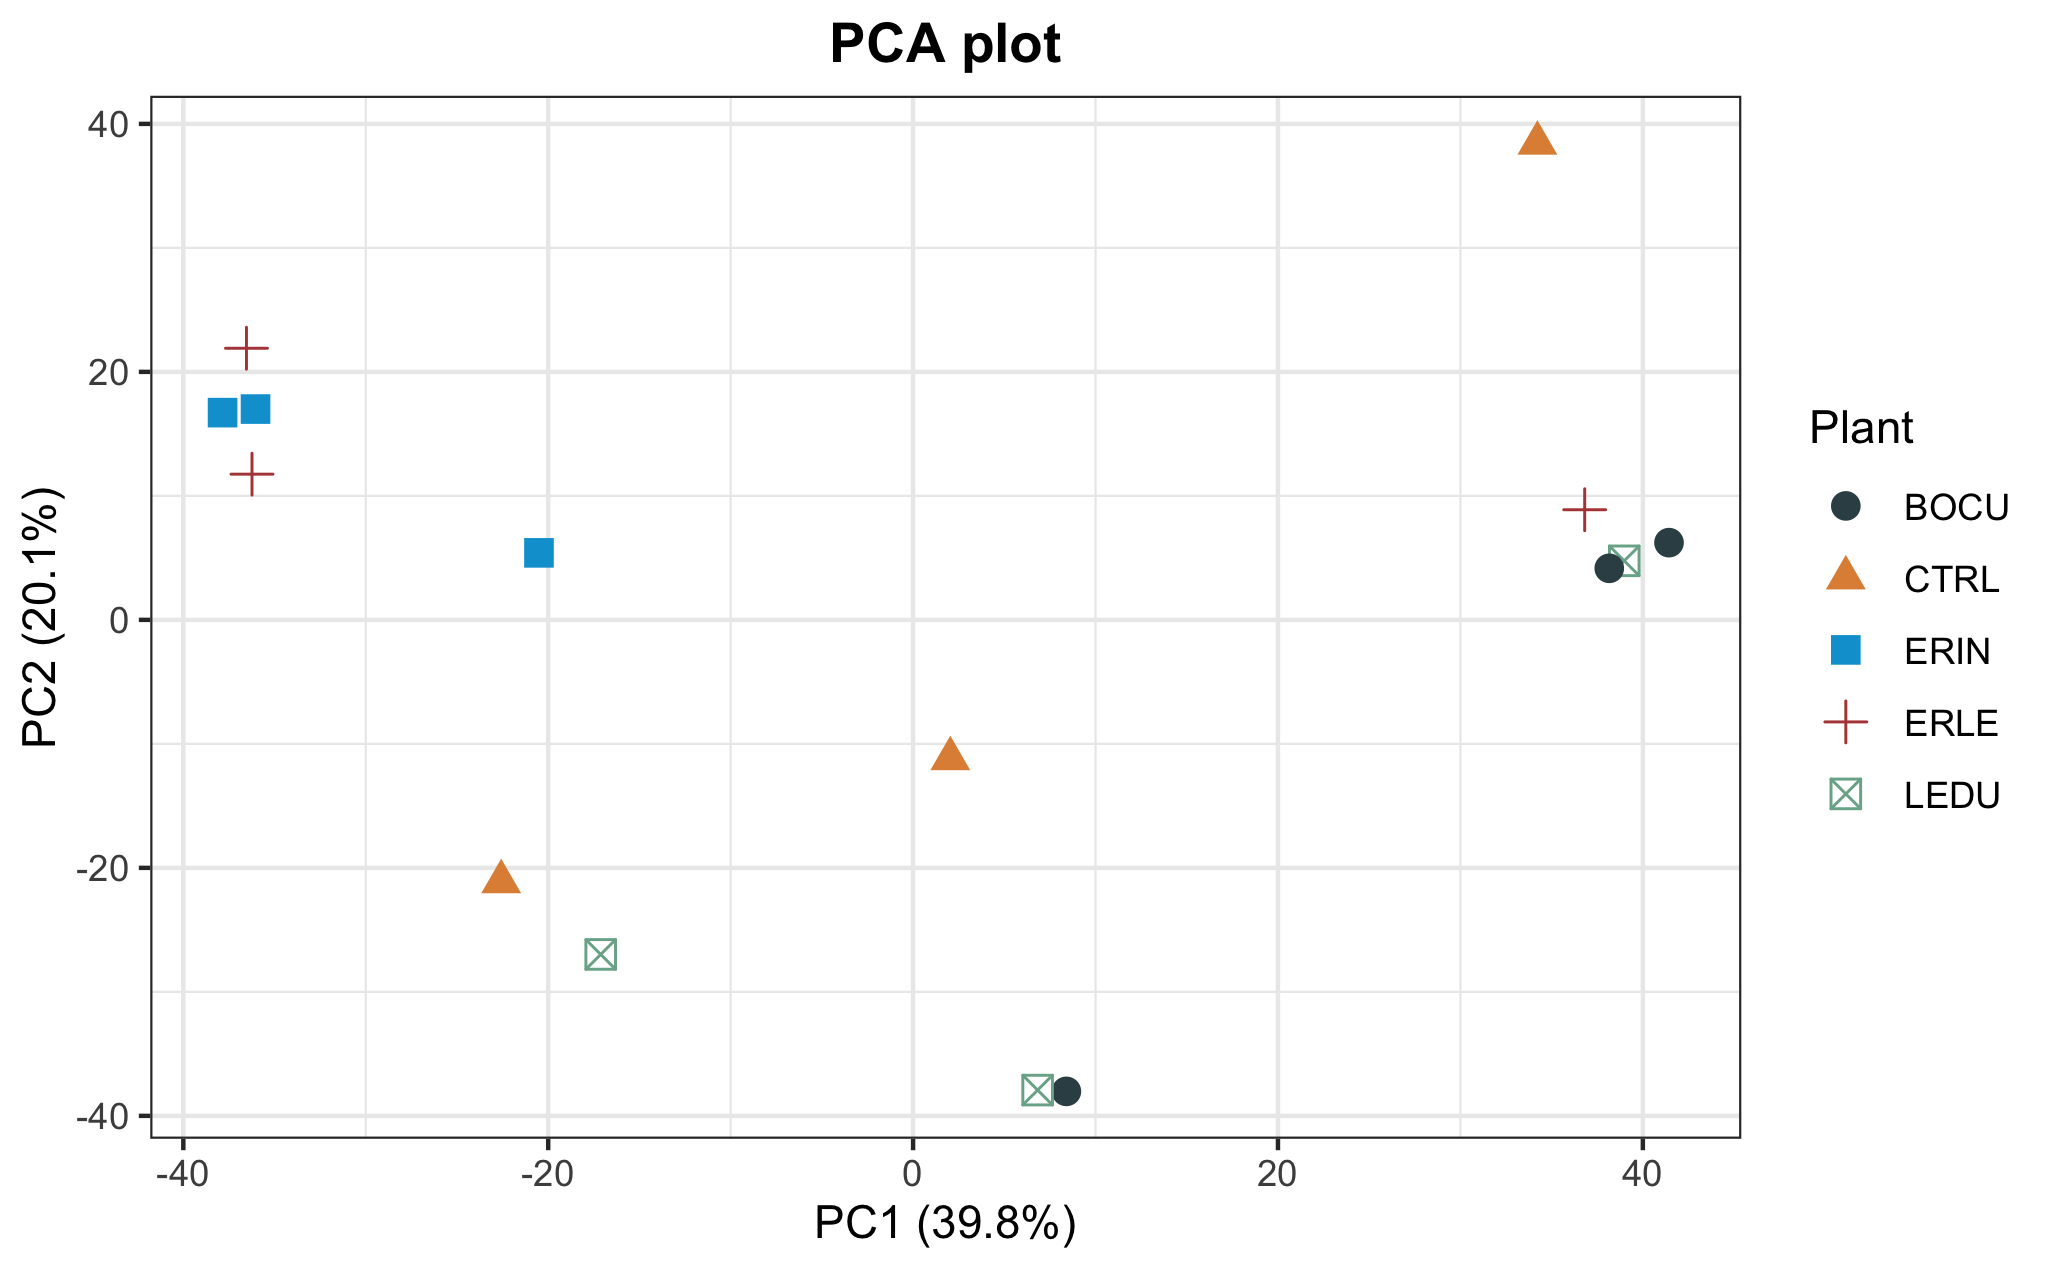 PCA plot
40
20
0
-20
-40
PC2 (20.1%)
-40
-20
0
20
40
PC1 (39.8%)
Plant
BOCU
CTRL
ERIN
ERLE
LEDU